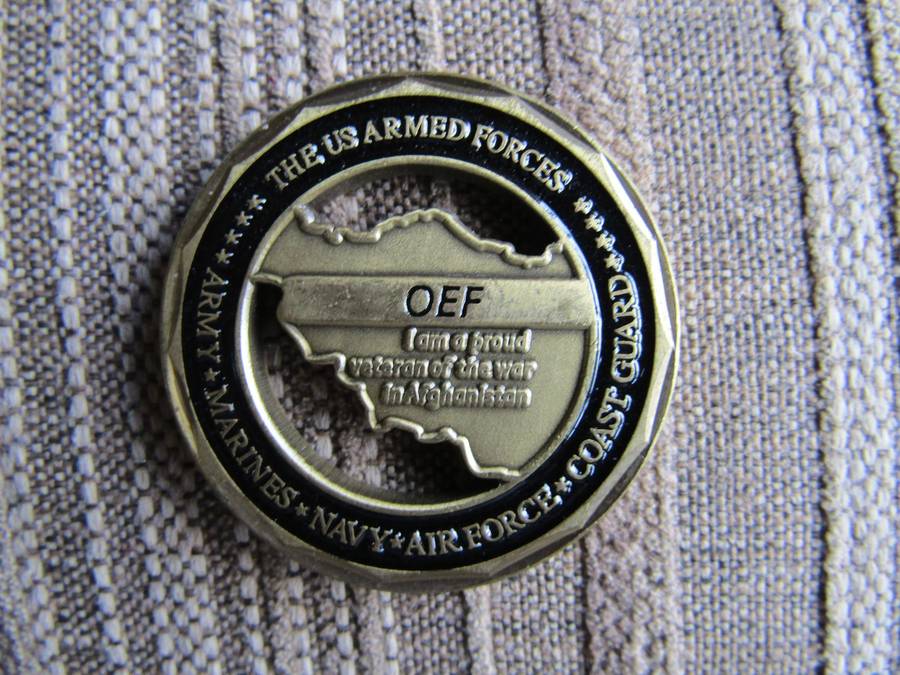 THE US ARMED FORCES
ARMY ★ MARINES ★ NAVY ★ AIR FORCE ★ COAST GUARD
OEF
I am a proud
veteran of the war
in Afghanistan